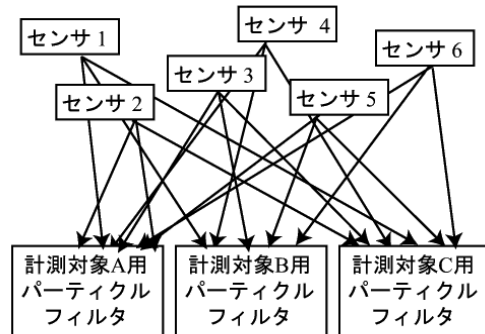 センサ 1
センサ 4
センサ 6
センサ 3
センサ 2
センサ 5
計測対象A用
パーティクル
フィルタ
計測対象B用
パーティクル
フィルタ
計測対象C用
パーティクル
フィルタ